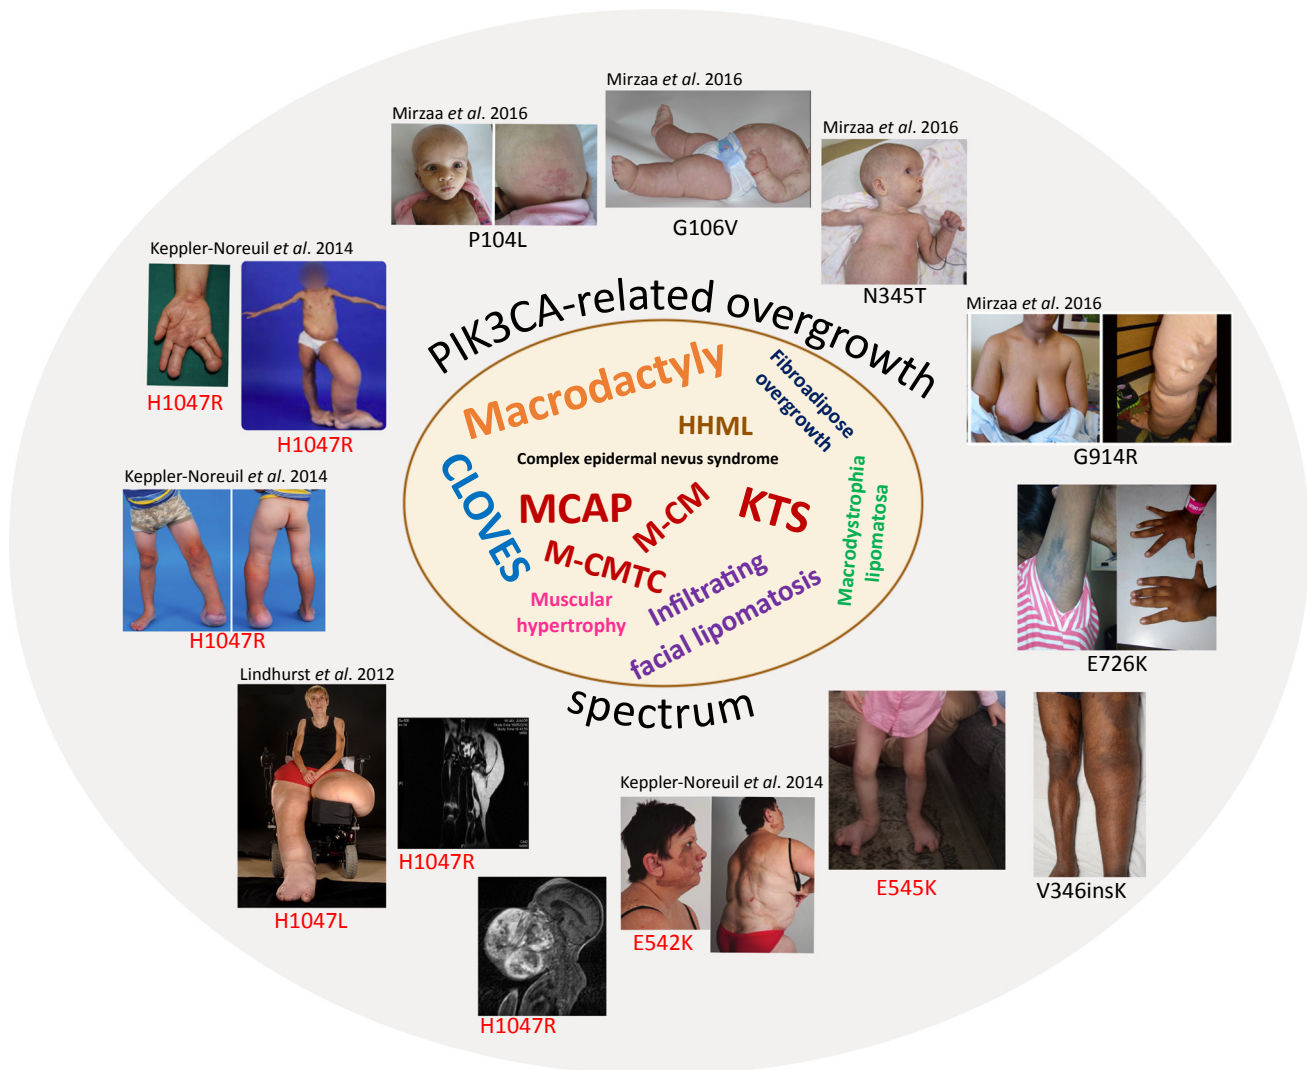 Mirzaa et al. 2016
Mirzaa et al. 2016
P104L
G106V
Mirzaa et al. 2016
N345T
Keppler-Noreuil et al. 2014
H1047R
H1047R
Mirzaa et al. 2016
G914R
PIK3CA-related overgrowth
Macrodactyly
Fibroadipose
overgrowth
HHML
Complex epidermal nevus syndrome
CLOVES
MCAP
M-CM
KTS
M-CMTC
Macrodystrophia
lipomatosa
Muscular
hypertrophy
Infiltrating
facial lipomatosis
spectrum
Keppler-Noreuil et al. 2014
H1047R
E726K
Lindhurst et al. 2012
H1047L
H1047R
H1047R
Keppler-Noreuil et al. 2014
E542K
E545K
V346insK